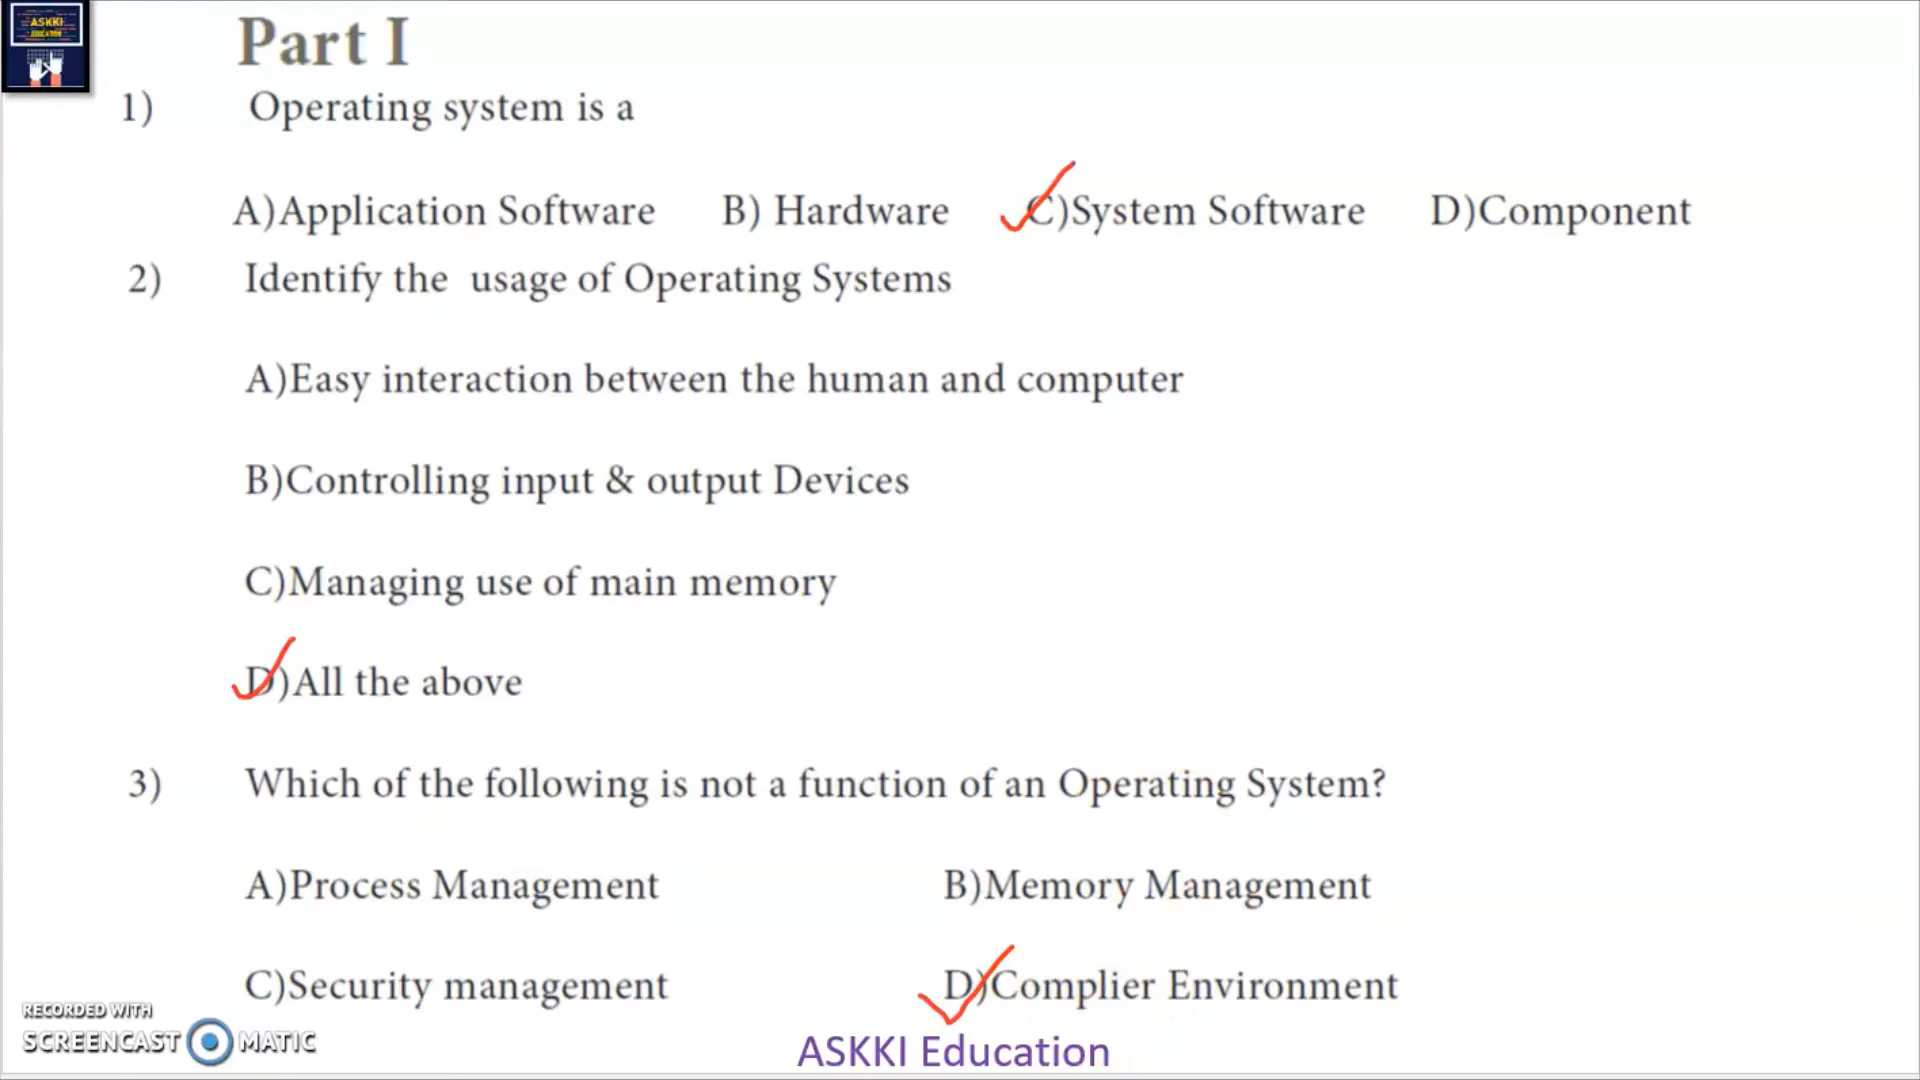 ASKKI
EDUCATION
Part I
1) Operating system is a
A)Application Software B) Hardware C)System Software D)Component
2) Identify the usage of Operating Systems
A)Easy interaction between the human and computer
B)Controlling input & output Devices
C)Managing use of main memory
D)All the above
3) Which of the following is not a function of an Operating System?
A)Process Management B)Memory Management
C)Security management D)Complier Environment
RECORDED WITH
SCREENCAST MATIC
ASKKI Education